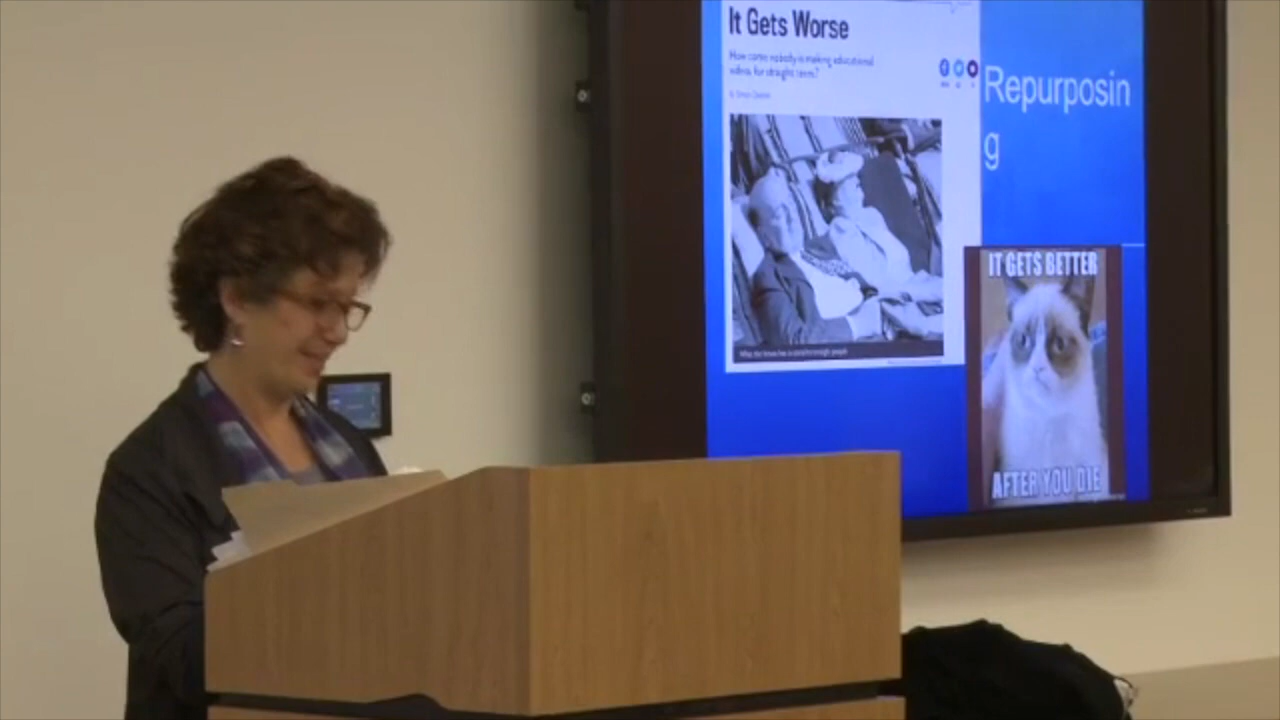 It Gets Worse
How come nobody is making educational
videos for straight teens?
Repurposin
g
IT GETS BETTER
AFTER YOU DIE